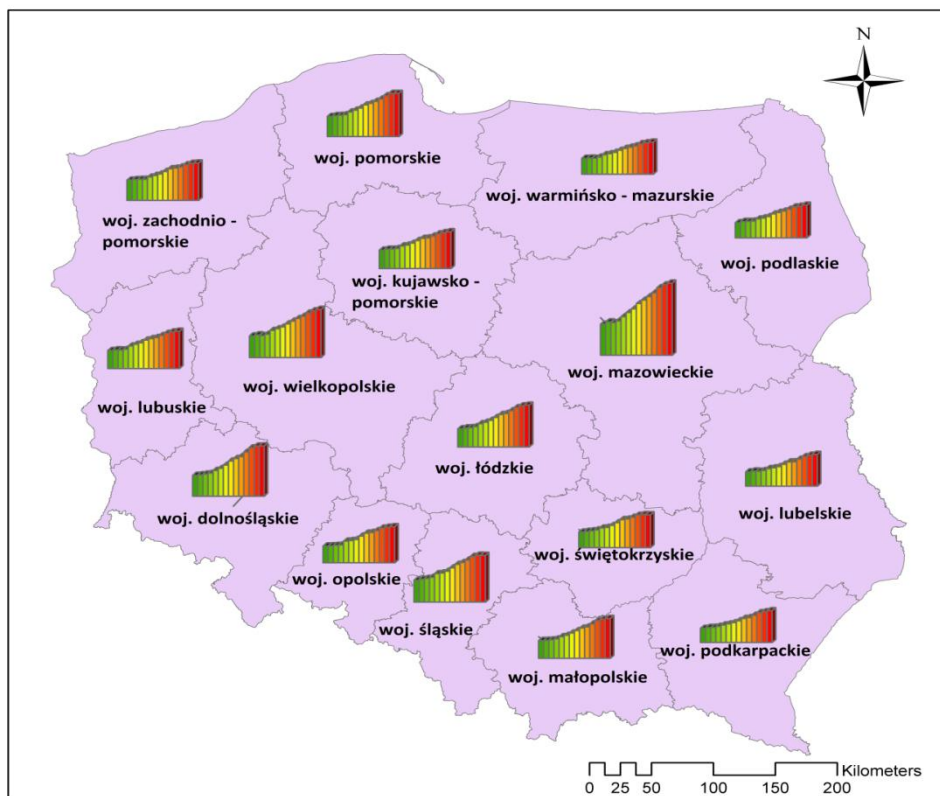 N
woj. pomorskie
woj. warmińsko - mazurskie
woj. zachodnio -
pomorskie
woj. podlaskie
woj. kujawsko -
pomorskie
woj. mazowieckie
woj. wielkopolskie
woj. lubuskie
woj. łódzkie
woj. dolnośląskie
woj. lubelskie
woj. świętokrzyskie
woj. opolskie
woj. śląskie
woj. podkarpackie
woj. małopolskie
Kilometers
0 25 50 100 150 200